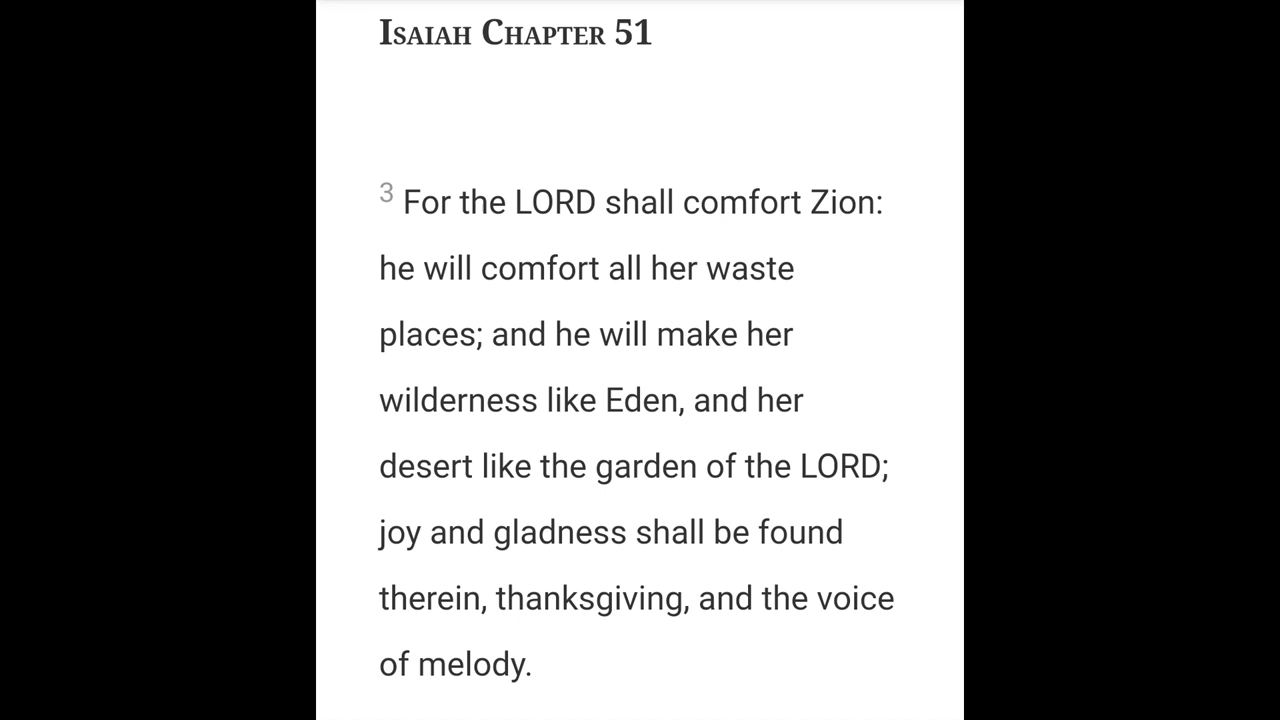 Isaiah Chapter 51
3 For the LORD shall comfort Zion:
he will comfort all her waste
places; and he will make her
wilderness like Eden, and her
desert like the garden of the LORD;
joy and gladness shall be found
therein, thanksgiving, and the voice
of melody.